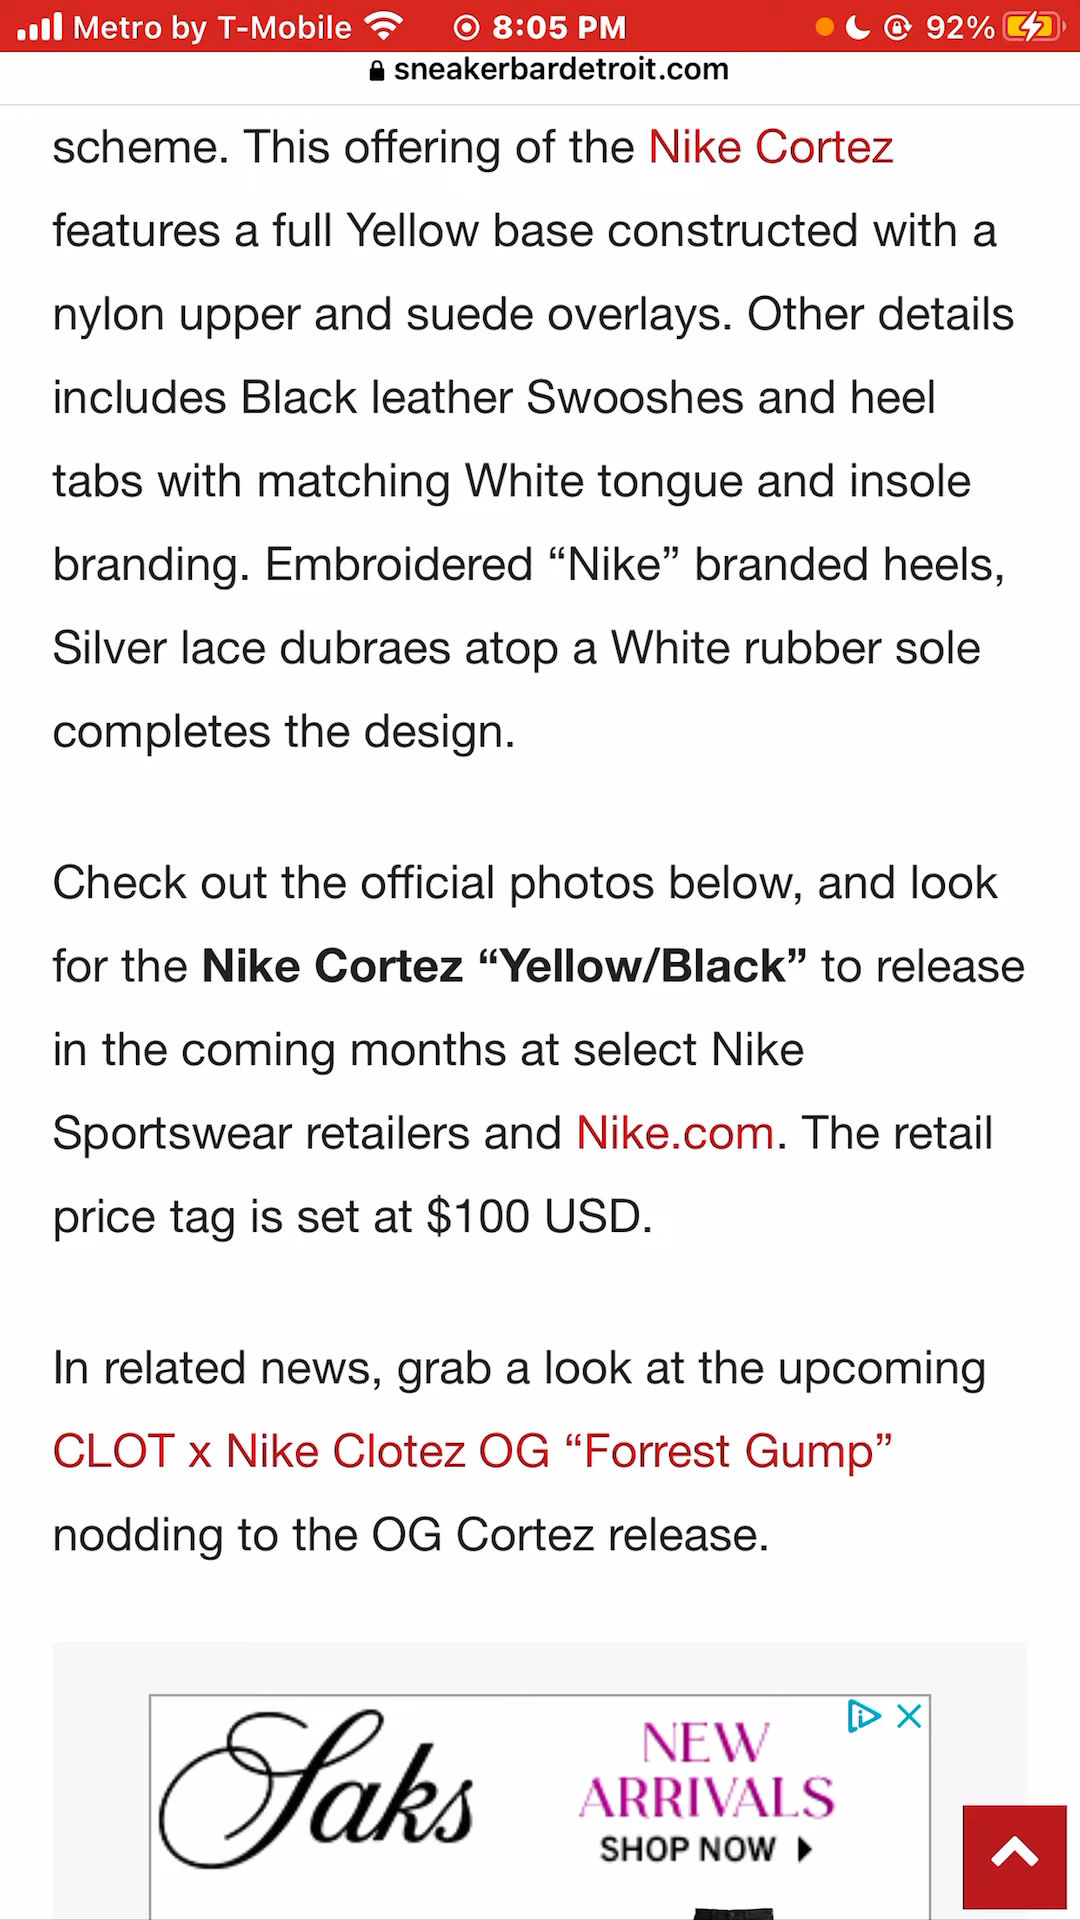 Metro by T-Mobile 8:05 PM 92%
sneakerbardetroit.com
scheme. This offering of the Nike Cortez
features a full Yellow base constructed with a
nylon upper and suede overlays. Other details
includes Black leather Swooshes and heel
tabs with matching White tongue and insole
branding. Embroidered “Nike” branded heels,
Silver lace dubraes atop a White rubber sole
completes the design.
Check out the official photos below, and look
for the Nike Cortez “Yellow/Black” to release
in the coming months at select Nike
Sportswear retailers and Nike.com. The retail
price tag is set at $100 USD.
In related news, grab a look at the upcoming
CLOT x Nike Clotez OG “Forrest Gump”
nodding to the OG Cortez release.
Saks
NEW
ARRIVALS
SHOP NOW